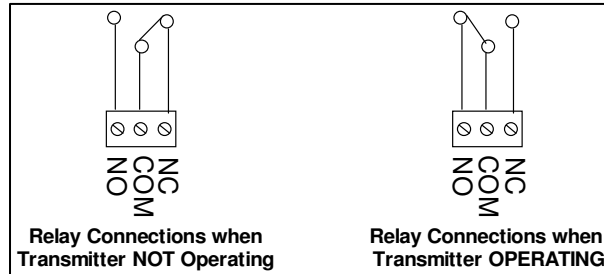 NO COM NC
NO COM NC
Relay Connections when
Transmitter NOT Operating
Relay Connections when
Transmitter OPERATING